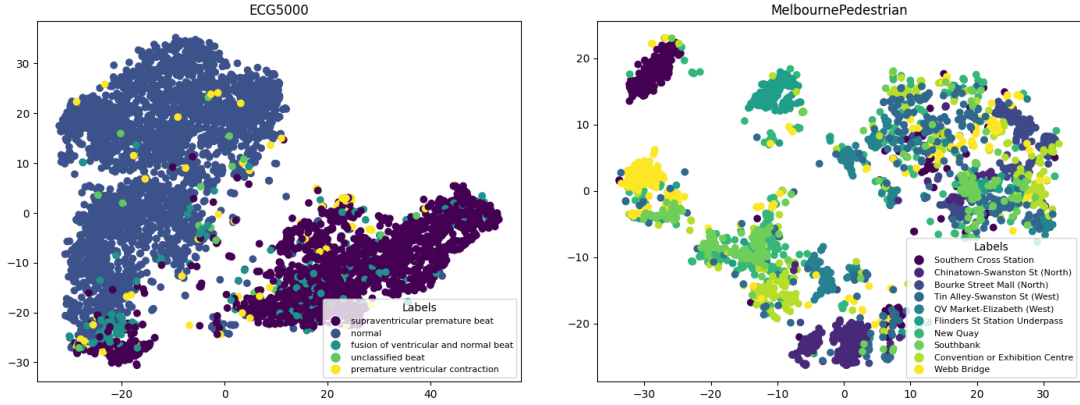 ECG5000
30
20
10
0
−10
−20
−30
−20
0
20
40
Labels
supraventricular premature beat
normal
fusion of ventricular and normal beat
unclassified beat
premature ventricular contraction
MelbournePedestrian
20
10
0
−10
−20
−30
−20
−10
0
10
20
30
Labels
Southern Cross Station
Chinatown-Swanston St (North)
Bourke Street Mall (North)
Tin Alley-Swanston St (West)
QV Market-Elizabeth (West)
Flinders St Station Underpass
New Quay
Southbank
Convention or Exhibition Centre
Webb Bridge